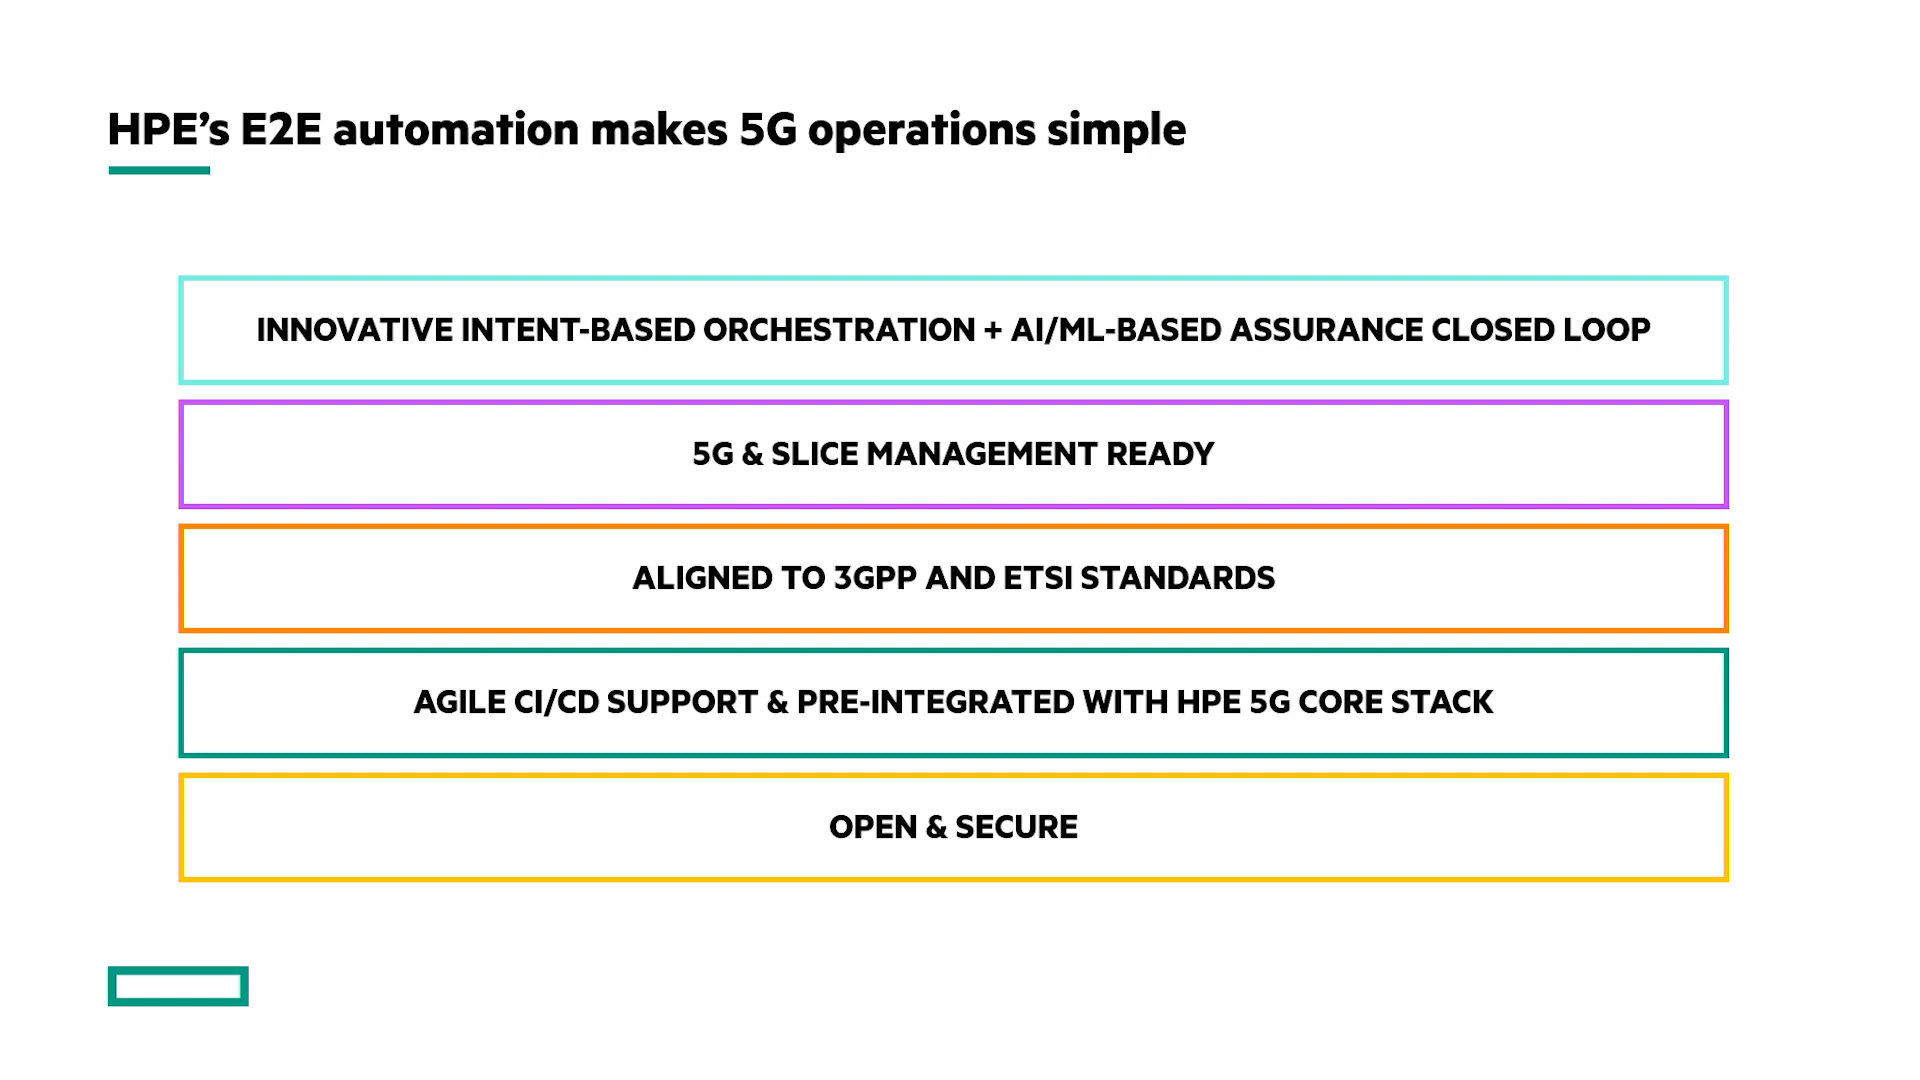 HPE’s E2E automation makes 5G operations simple
INNOVATIVE INTENT-BASED ORCHESTRATION + AI/ML-BASED ASSURANCE CLOSED LOOP
5G & SLICE MANAGEMENT READY
ALIGNED TO 3GPP AND ETSI STANDARDS
AGILE CI/CD SUPPORT & PRE-INTEGRATED WITH HPE 5G CORE STACK
OPEN & SECURE